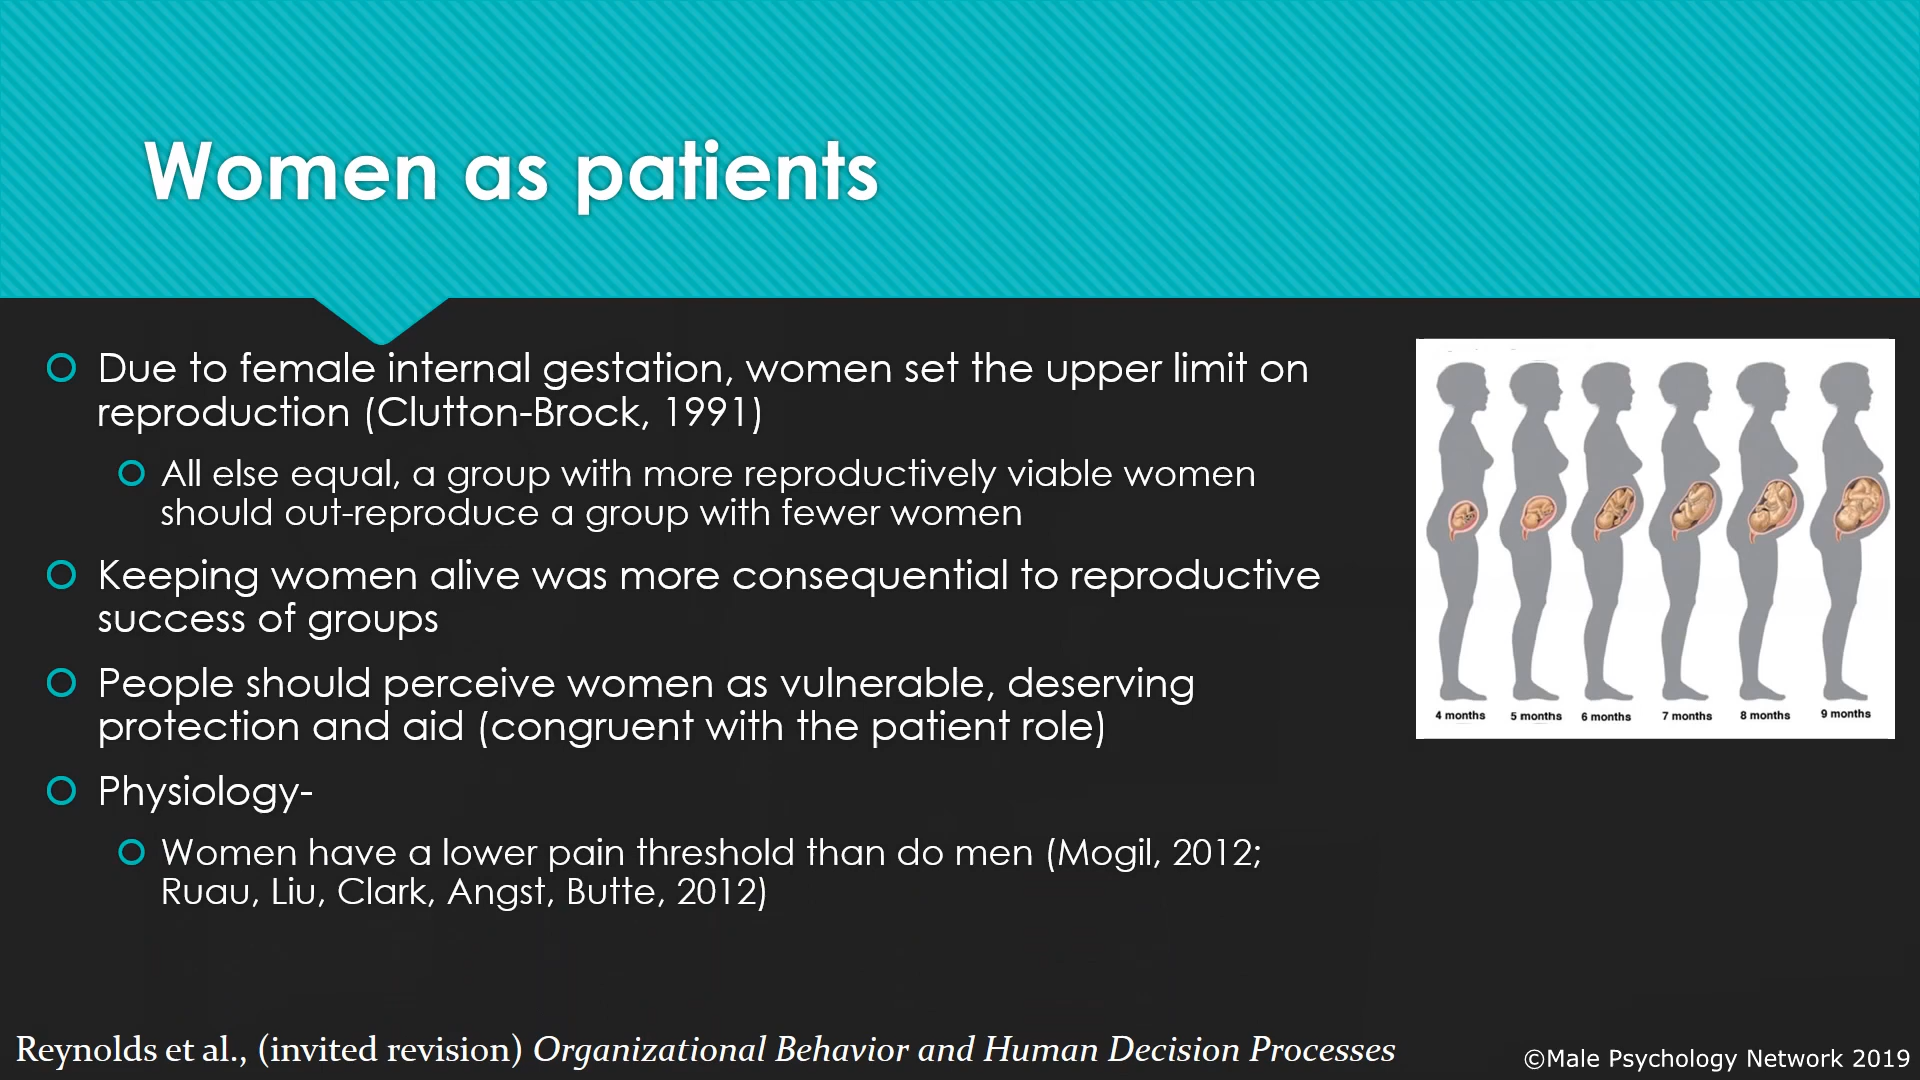 Women as patients
Due to female internal gestation, women set the upper limit on
reproduction (Clutton-Brock, 1991)
All else equal, a group with more reproductively viable women
should out-reproduce a group with fewer women
Keeping women alive was more consequential to reproductive
success of groups
People should perceive women as vulnerable, deserving
protection and aid (congruent with the patient role)
Physiology-
Women have a lower pain threshold than do men (Mogil, 2012;
Ruau, Liu, Clark, Angst, Butte, 2012)
4 months 5 months 6 months 7 months 8 months 9 months
Reynolds et al., (invited revision) Organizational Behavior and Human Decision Processes
©Male Psychology Network 2019